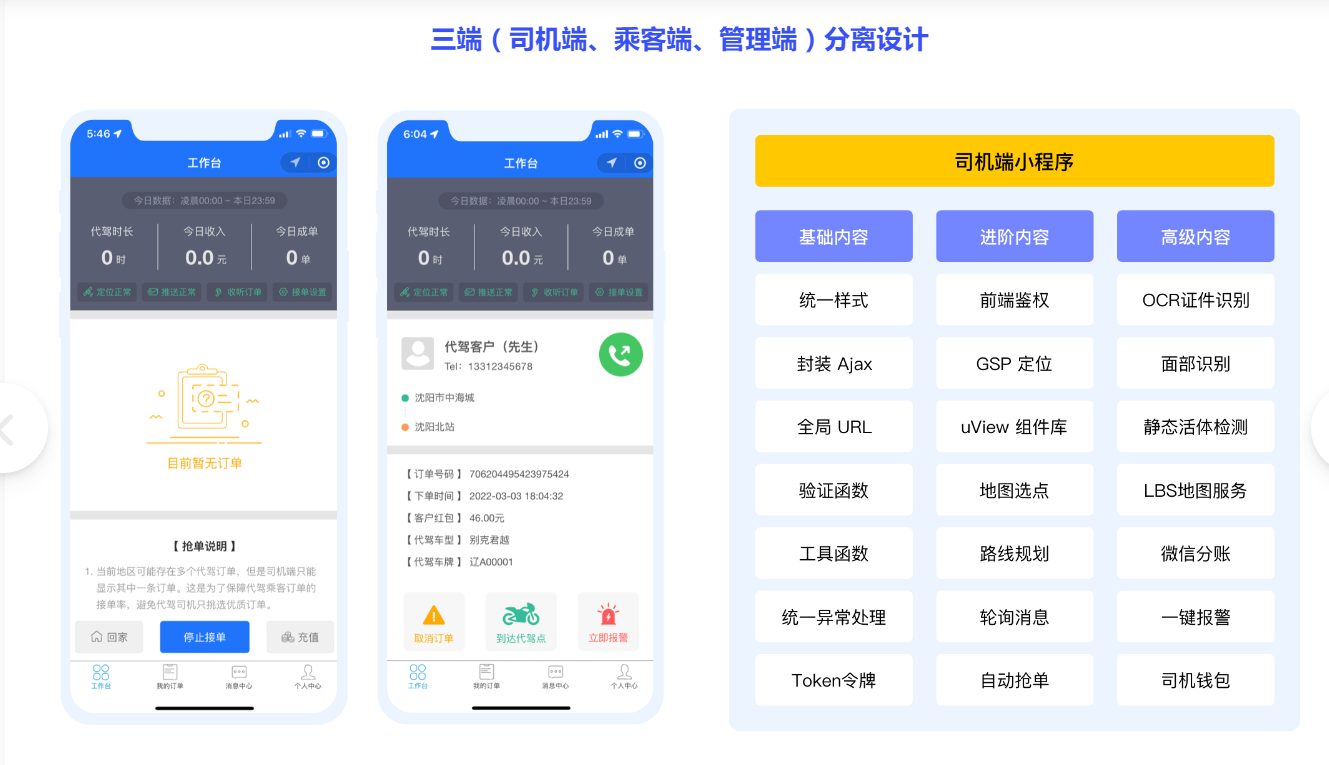 三端（司机端、乘客端、管理端）分离设计
5:46
工作台
今日数据：凌晨00:00 ~ 本日23:59
代驾时长 今日收入 今日成单
0 时 0.0 元 0 单
定位正常 推送正常 收听订单 接单设置
目前暂无订单
【 抢单说明 】
1. 当前地区可能存在多个代驾订单，但是司机端只能
显示其中一条订单。这是为了保障代驾乘客订单的
接单率，避免代驾司机只挑选优质订单。
回家 停止接单 充值
工作台 我的订单 消息中心 个人中心
6:04
工作台
今日数据：凌晨00:00 ~ 本日23:59
代驾时长 今日收入 今日成单
0 时 0.0 元 0 单
定位正常 推送正常 收听订单 接单设置
代驾客户（先生）
Tel：13312345678
沈阳市中海城
沈阳北站
【 订单号码 】 706204495423975424
【 下单时间 】 2022-03-03 18:04:32
【 客户红包 】 46.00元
【 代驾车型 】 别克君越
【 代驾车牌 】 辽A00001
取消订单 到达代驾点 立即报警
工作台 我的订单 消息中心 个人中心
司机端小程序
基础内容 进阶内容 高级内容
统一样式 前端鉴权 OCR证件识别
封装 Ajax GSP 定位 面部识别
全局 URL uView 组件库 静态活体检测
验证函数 地图选点 LBS地图服务
工具函数 路线规划 微信分账
统一异常处理 轮询消息 一键报警
Token令牌 自动抢单 司机钱包